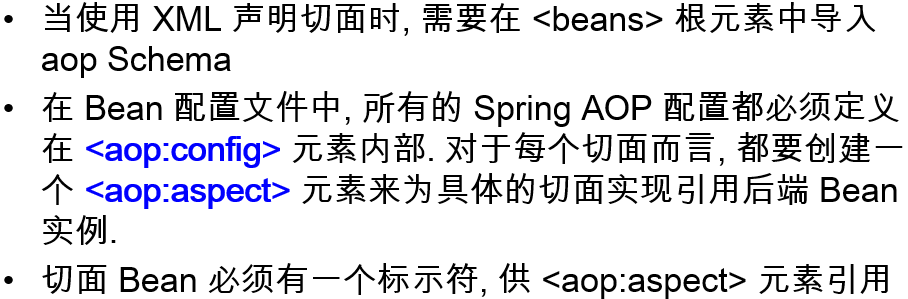 • 当使用 XML 声明切面时, 需要在 <beans> 根元素中导入
aop Schema
• 在 Bean 配置文件中, 所有的 Spring AOP 配置都必须定义
在 <aop:config> 元素内部. 对于每个切面而言, 都要创建一
个 <aop:aspect> 元素来为具体的切面实现引用后端 Bean
实例.
• 切面 Bean 必须有一个标示符, 供 <aop:aspect> 元素引用